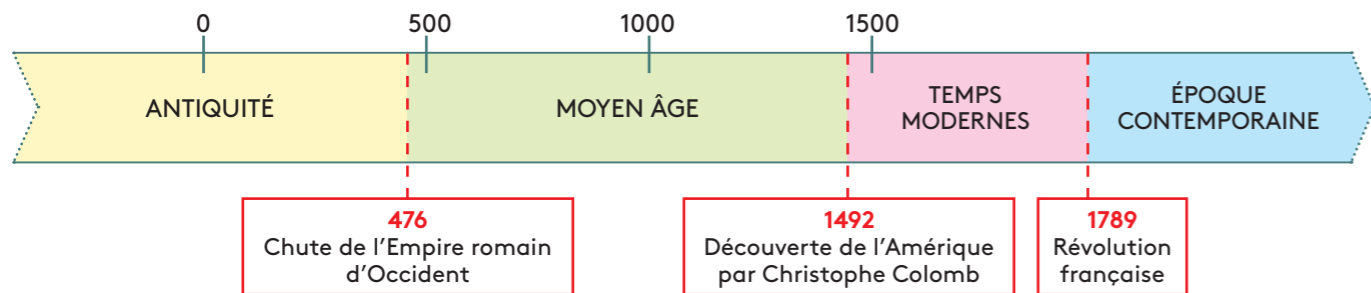 0 500 1000 1500
ANTIQUITÉ
MOYEN ÂGE
TEMPS
MODERNES
ÉPOQUE
CONTEMPORAINE
476
Chute de l'Empire romain
d'Occident
1492
Découverte de l'Amérique
par Christophe Colomb
1789
Révolution
française